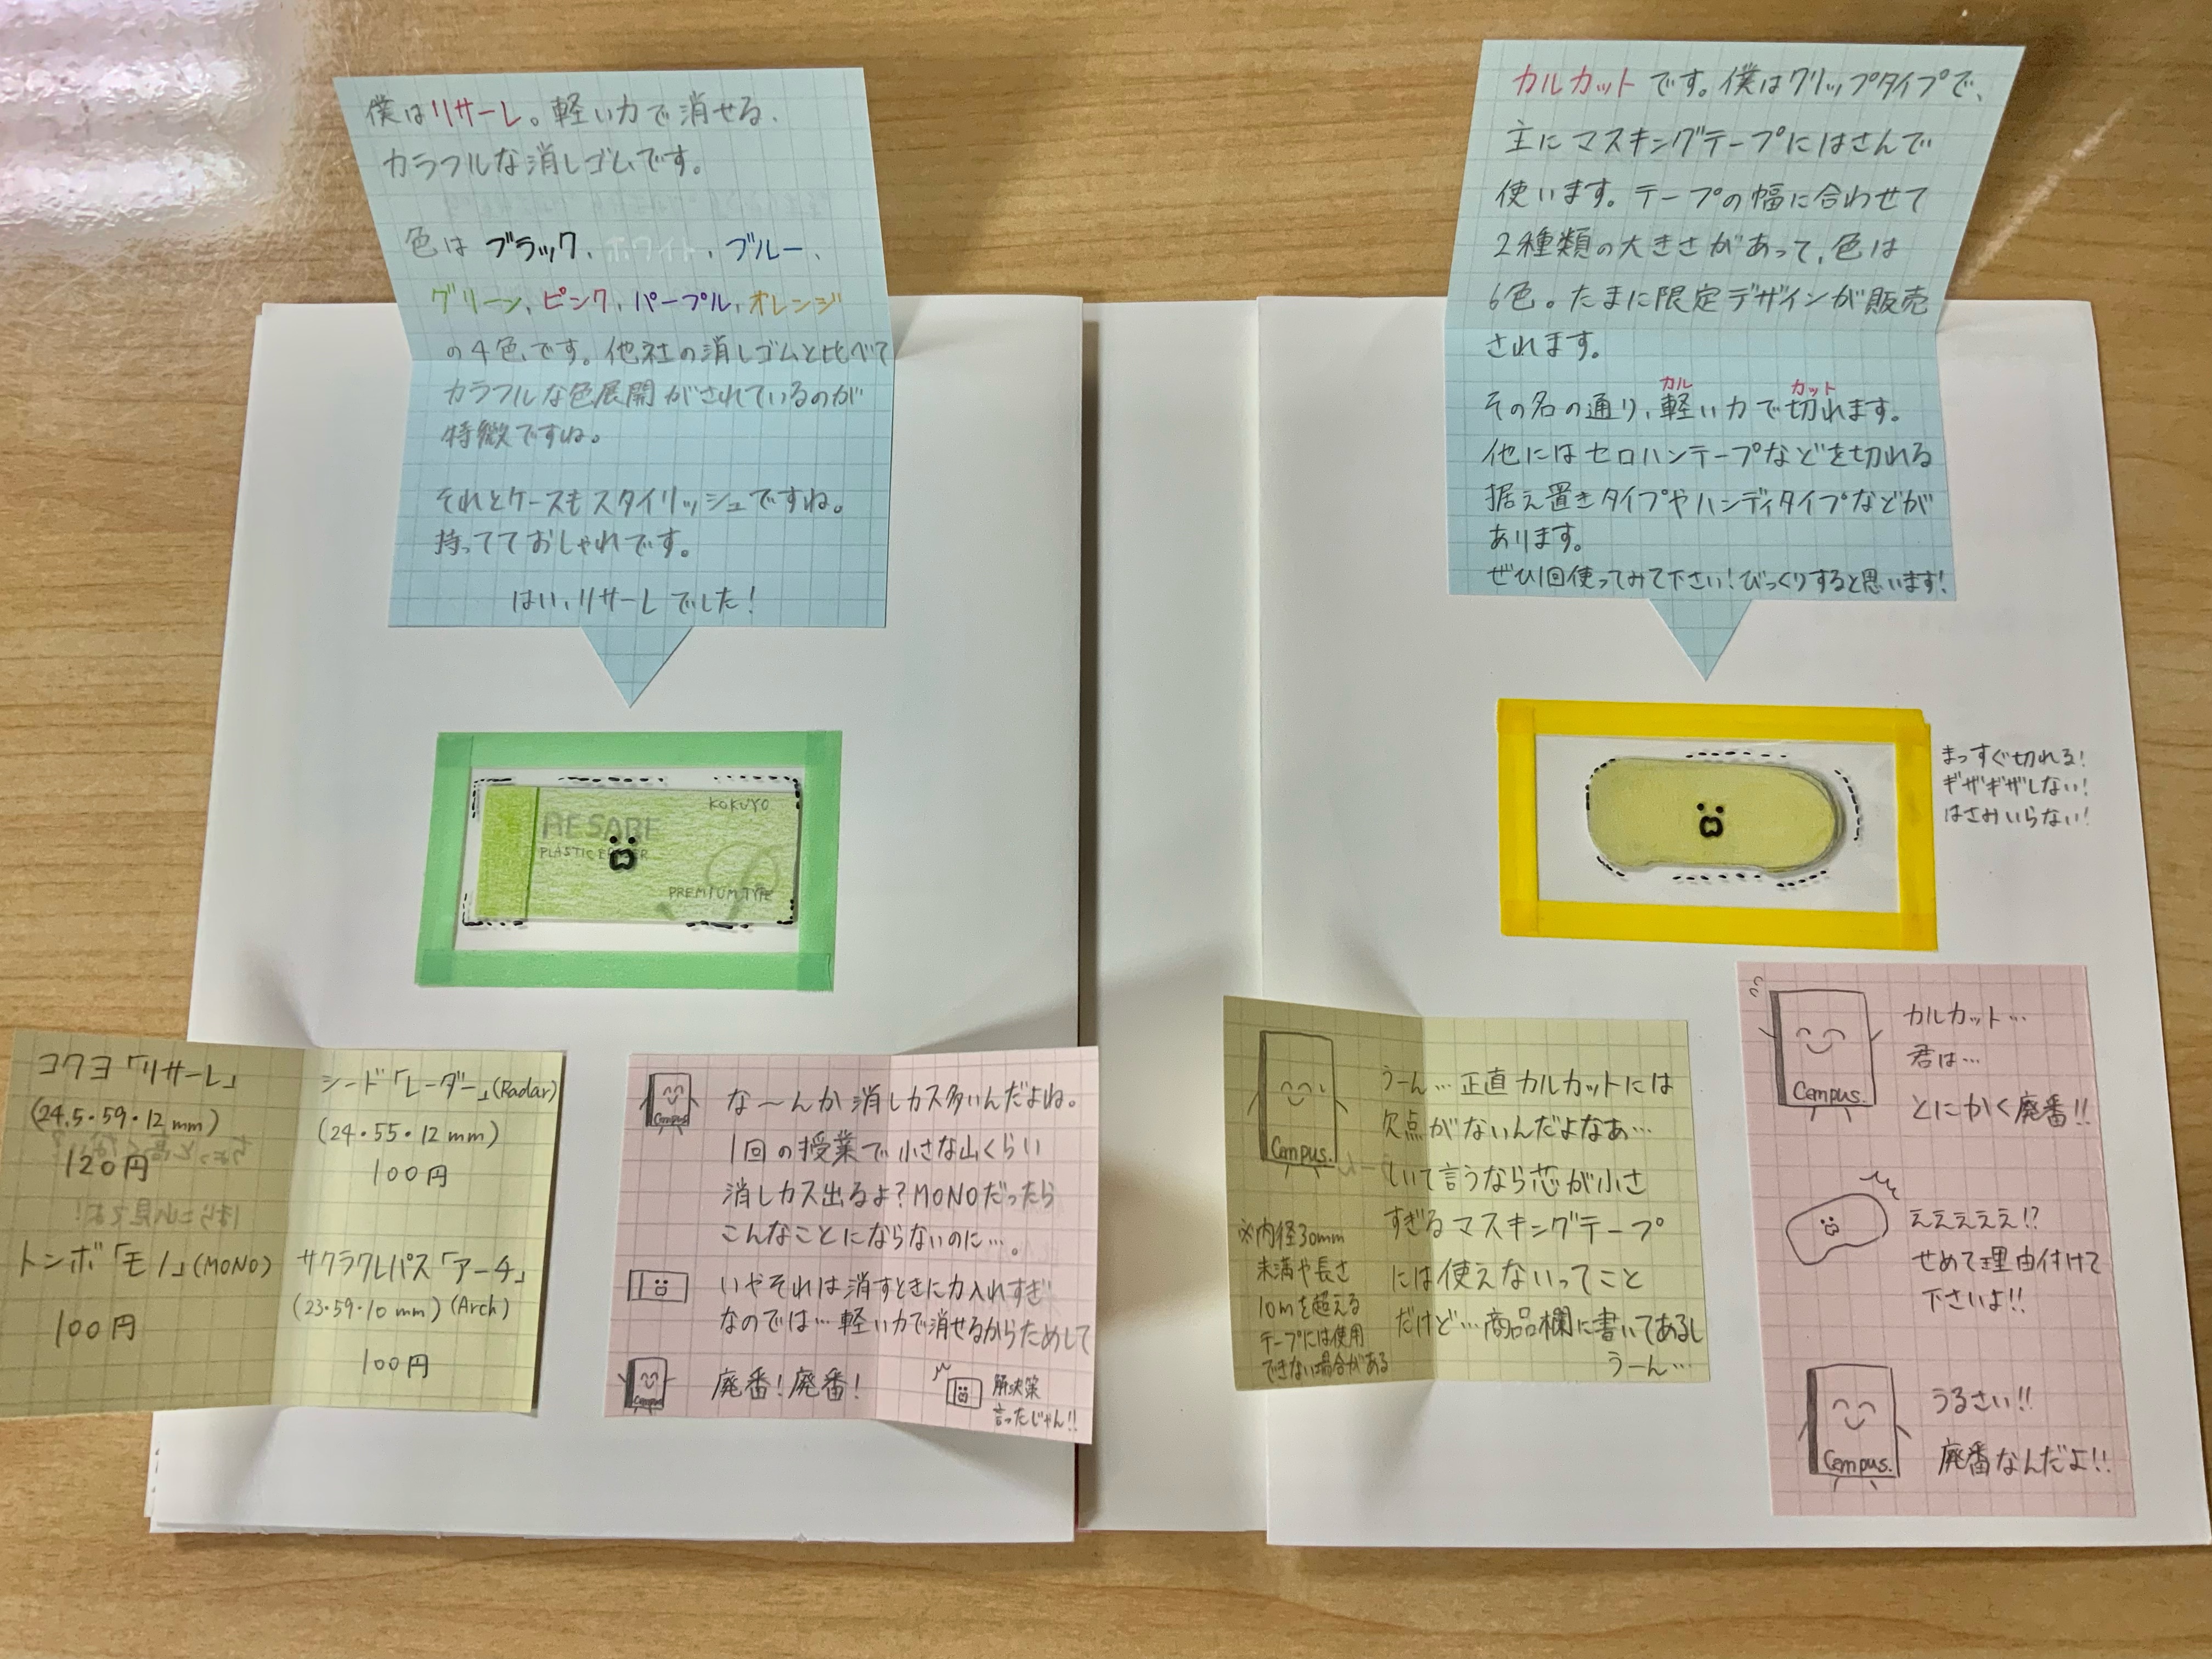 僕はリサーレ。軽い力で消せる、
カラフルな消しゴムです。
色は ブラック、ホワイト、ブルー、
グリーン、ピンク、パープル、オレンジ
の4色です。他社の消しゴムと比べて
カラフルな色展開がされているのが
特徴ですね。
それとケースもスタイリッシュですね。
持ってておしゃれです。
はい、リサーレでした!
KOKUYO
RESARE
PLASTIC
PREMIUM TYPE
コクヨ「リサーレ」
(24.5・59・12mm)
120円
トンボ「モノ」(MONO)
100円
シード「レーダー」(Radar)
(24・55・12mm)
100円
サクラクレパス「アーチ」
(23・59・10mm)(Arch)
100円
Campus
な〜んか消しカス多いんだよね。
1回の授業で小さな山くらい
消しカス出るよ?MONOだったら
こんなことにならないのに…。
いやそれは消すときに力入れすぎ
なのでは…軽い力で消せるからためして
Campus
廃番!廃番!
解決策
言ったじゃん!!
カルカットです。僕はクリップタイプで、
主にマスキングテープにはさんで
使います。テープの幅に合わせて
2種類の大きさがあって、色は
6色。たまに限定デザインが販売
されます。
カル カット
その名の通り、軽い力で切れます。
他にはセロハンテープなどを切れる
据え置きタイプやハンディタイプなどが
あります。
ぜひ1回使ってみて下さい!びっくりすると思います!
まっすぐ切れる!
ギザギザしない!
はさみいらない!
Campus.
うーん…正直カルカットには
欠点がないんだよなあ…
しいて言うなら芯が小さ
すぎるマスキングテープ
には使えないってこと
だけど…商品欄に書いてあるし
うーん…
※内径30mm
未満や長さ
10mを超える
テープには使用
できない場合がある
カルカット…
君は…
とにかく廃番!!
Campus.
えええええ!?
せめて理由付けて
下さいよ!!
うるさい!!
廃番なんだよ!!
Campus.